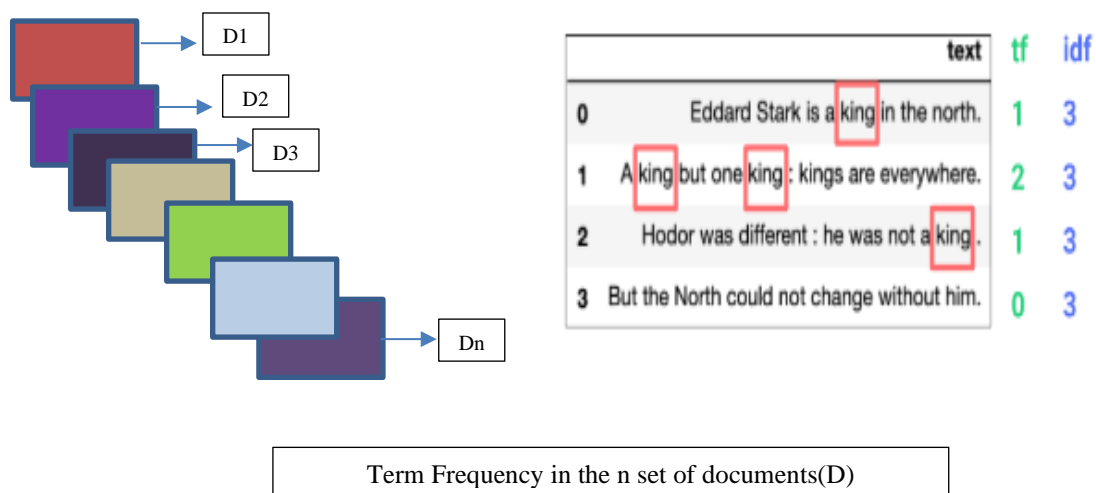 D1
D2
D3
Dn
text tf idf
0 Eddard Stark is a king in the north. 1 3
1 A king but one king : kings are everywhere. 2 3
2 Hodor was different : he was not a king . 1 3
3 But the North could not change without him. 0 3
Term Frequency in the n set of documents(D)